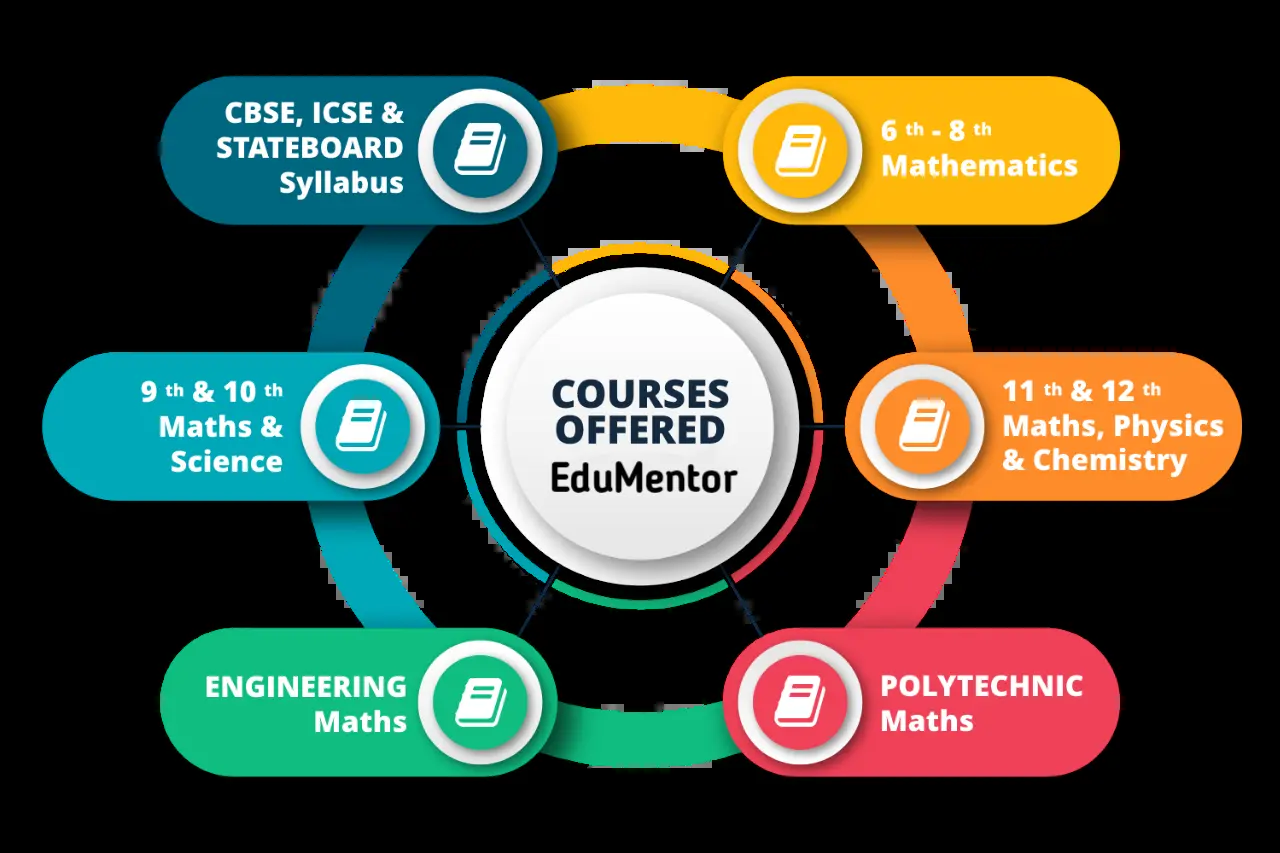 CBSE, ICSE &
STATEBOARD
Syllabus
6 th - 8 th
Mathematics
9 th & 10 th
Maths &
Science
COURSES
OFFERED
EduMentor
11 th & 12 th
Maths, Physics
& Chemistry
ENGINEERING
Maths
POLYTECHNIC
Maths